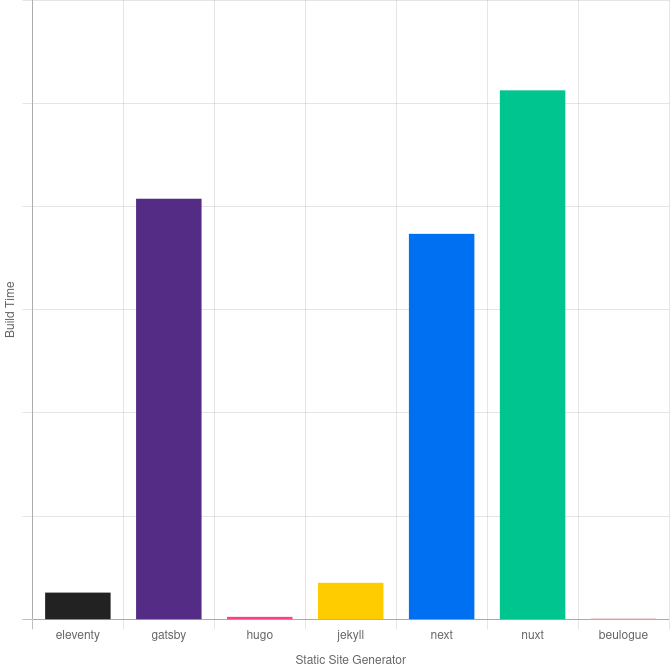 Build Time
eleventy gatsby hugo jekyll next nuxt beulogue
Static Site Generator